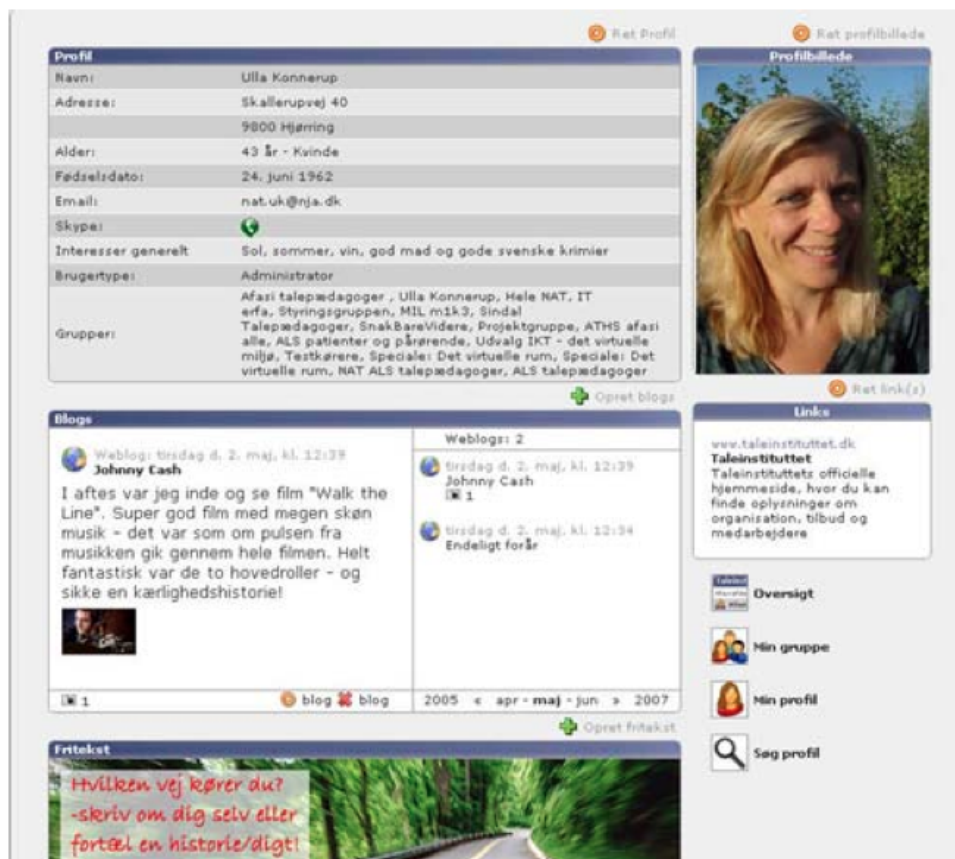 Ret Profil
Profil
Navn: Ulla Konnerup
Adresse: Skallerupvej 40
9800 Hjørring
Alder: 43 år - Kvinde
Fødselsdato: 24. juni 1962
Email: nat.uk@nja.dk
Skype:
Interesser generelt Sol, sommer, vin, god mad og gode svenske krimier
Brugertype: Administrator
Grupper: Afasi talepædagoger , Ulla Konnerup, Hele NAT, IT
erfa, Styringsgruppen, MIL m1k3, Sindal
Talepædagoger, SnakBareVidere, Projektgruppe, ATHS afasi
alle, ALS patienter og pårørende, Udvalg IKT - det virtuelle
miljø, Testkørere, Speciale: Det virtuelle rum, Speciale: Det
virtuelle rum, NAT ALS talepædagoger, ALS talepædagoger
Ret profilbillede
Profilbillede
Opret blogs
Blogs
Weblog: tirsdag d. 2. maj, kl. 12:39
Johnny Cash
I aftes var jeg inde og se film "Walk the
Line". Super god film med megen skøn
musik - det var som om pulsen fra
musikken gik gennem hele filmen. Helt
fantastisk var de to hovedroller - og
sikke en kærlighedshistorie!
1
blog blog
Weblogs: 2
tirsdag d. 2. maj, kl. 12:39
Johnny Cash
1
tirsdag d. 2. maj, kl. 12:34
Endeligt forår
2005 « apr - maj - jun » 2007
Ret link(s)
Links
www.taleinstituttet.dk
Taleinstituttet
Taleinstituttets officielle
hjemmeside, hvor du kan
finde oplysninger om
organisation, tilbud og
medarbejdere
Oversigt
Min gruppe
Min profil
Søg profil
Opret fritekst
Fritekst
Hvilken vej kører du?
-skriv om dig selv eller
fortæl en historie/digt!